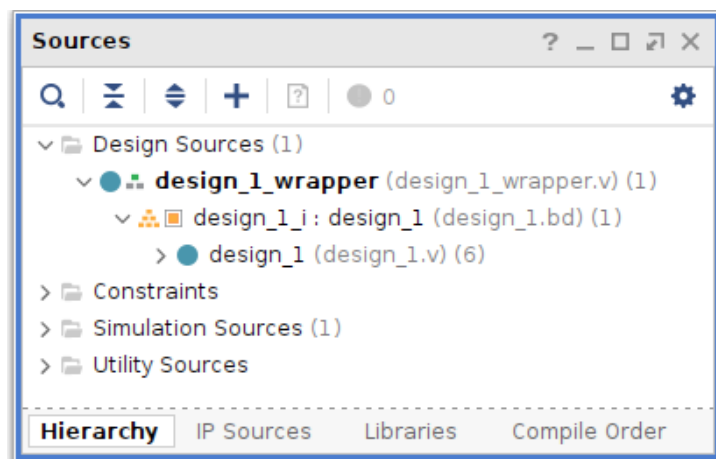 Sources ? _
0
Design Sources (1)
design_1_wrapper (design_1_wrapper.v) (1)
design_1_i : design_1 (design_1.bd) (1)
design_1 (design_1.v) (6)
Constraints
Simulation Sources (1)
Utility Sources
Hierarchy IP Sources Libraries Compile Order